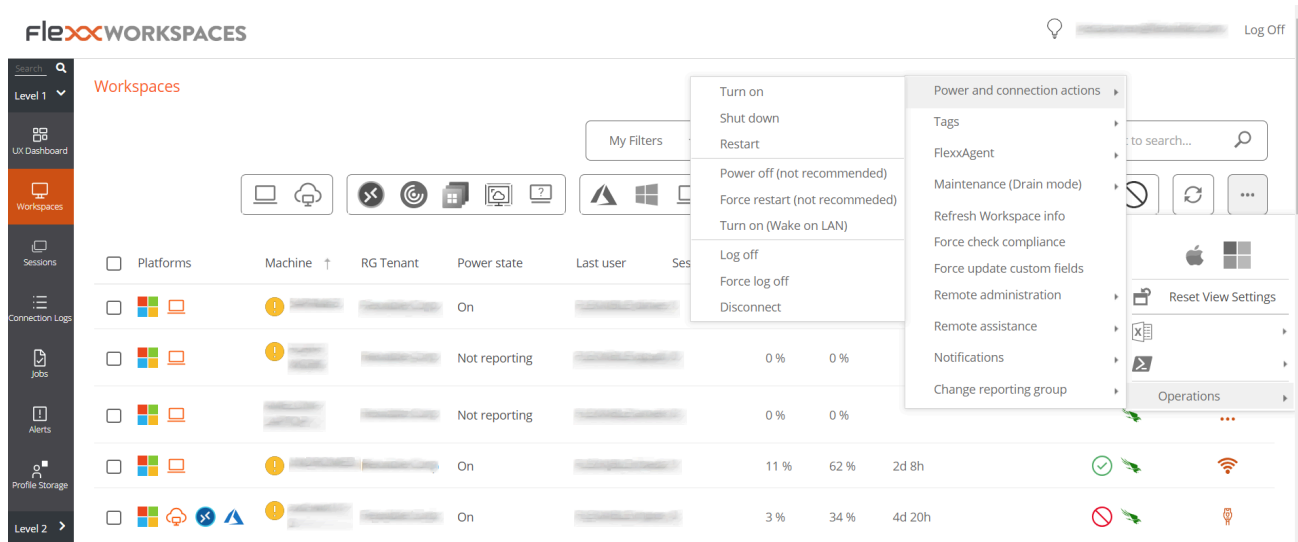 FlexxWORKSPACES
Log Off
Search
Level 1
UX Dashboard
Workspaces
Sessions
Connection Logs
Jobs
Alerts
Profile Storage
Level 2
Workspaces
My Filters
to search...
Turn on
Shut down
Restart
Power off (not recommended)
Force restart (not recommeded)
Turn on (Wake on LAN)
Log off
Force log off
Disconnect
Power and connection actions
Tags
FlexxAgent
Maintenance (Drain mode)
Refresh Workspace info
Force check compliance
Force update custom fields
Remote administration
Remote assistance
Notifications
Change reporting group
Reset View Settings
Operations
Platforms Machine RG Tenant Power state Last user Ses
On
Not reporting 0 % 0 %
Not reporting 0 % 0 %
On 11 % 62 % 2d 8h
On 3 % 34 % 4d 20h